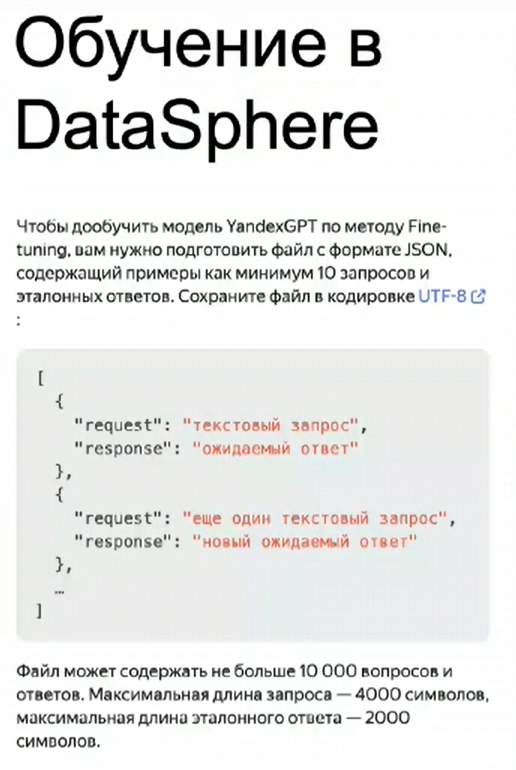 Обучение в
DataSphere
Чтобы дообучить модель YandexGPT по методу Fine-
tuning, вам нужно подготовить файл с формате JSON,
содержащий примеры как минимум 10 запросов и
эталонных ответов. Сохраните файл в кодировке UTF-8
:
[
{
"request": "текстовый запрос",
"response": "ожидаемый ответ"
},
{
"request": "еще один текстовый запрос",
"response": "новый ожидаемый ответ"
},
…
]
Файл может содержать не больше 10 000 вопросов и
ответов. Максимальная длина запроса — 4000 символов,
максимальная длина эталонного ответа — 2000
символов.